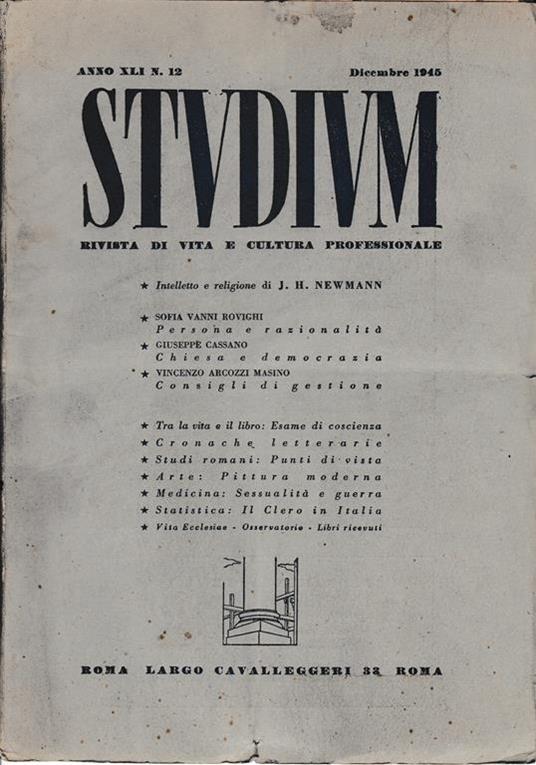 ANNO XLI N. 12 Dicembre 1945
STVDIVM
RIVISTA DI VITA E CULTURA PROFESSIONALE
★ Intelletto e religione di J. H. NEWMANN
★ SOFIA VANNI ROVIGHI
Persona e razionalità
★ GIUSEPPE CASSANO
Chiesa e democrazia
★ VINCENZO ARCOZZI MASINO
Consigli di gestione
★ Tra la vita e il libro: Esame di coscienza
★ Cronache letterarie
★ Studi romani: Punti di vista
★ Arte: Pittura moderna
★ Medicina: Sessualità e guerra
★ Statistica: Il Clero in Italia
★ Vita Ecclesiae - Osservatorio - Libri ricevuti
ROMA LARGO CAVALLEGGERI 33 ROMA